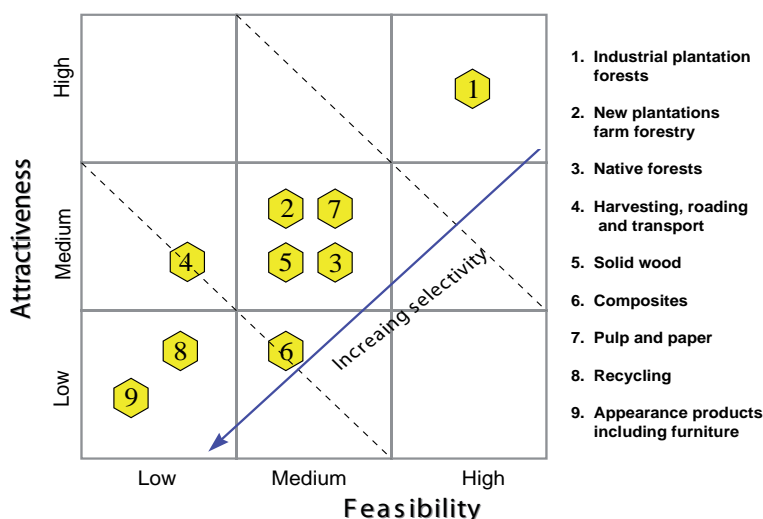 High
Medium
Low
Attractiveness
1
2
7
4
5
3
8
6
9
Increaing selectivity
Low
Medium
High
Feasibility
1. Industrial plantation
forests
2. New plantations
farm forestry
3. Native forests
4. Harvesting, roading
and transport
5. Solid wood
6. Composites
7. Pulp and paper
8. Recycling
9. Appearance products
including furniture